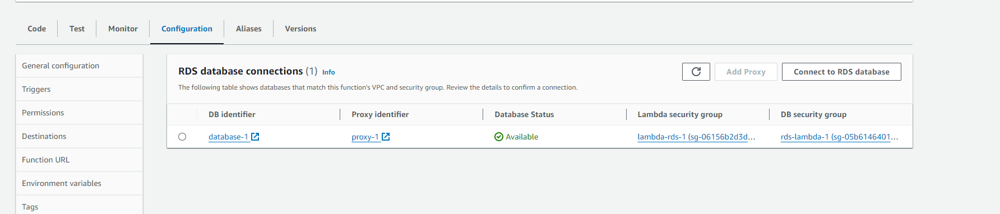 Code Test Monitor Configuration Aliases Versions
General configuration
Triggers
Permissions
Destinations
Function URL
Environment variables
Tags
RDS database connections (1) Info
Add Proxy Connect to RDS database
The following table shows databases that match this function's VPC and security group. Review the details to confirm a connection.
DB identifier Proxy identifier Database Status Lambda security group DB security group
database-1 proxy-1 Available lambda-rds-1 (sg-06156b2d3d... rds-lambda-1 (sg-05b6146401...